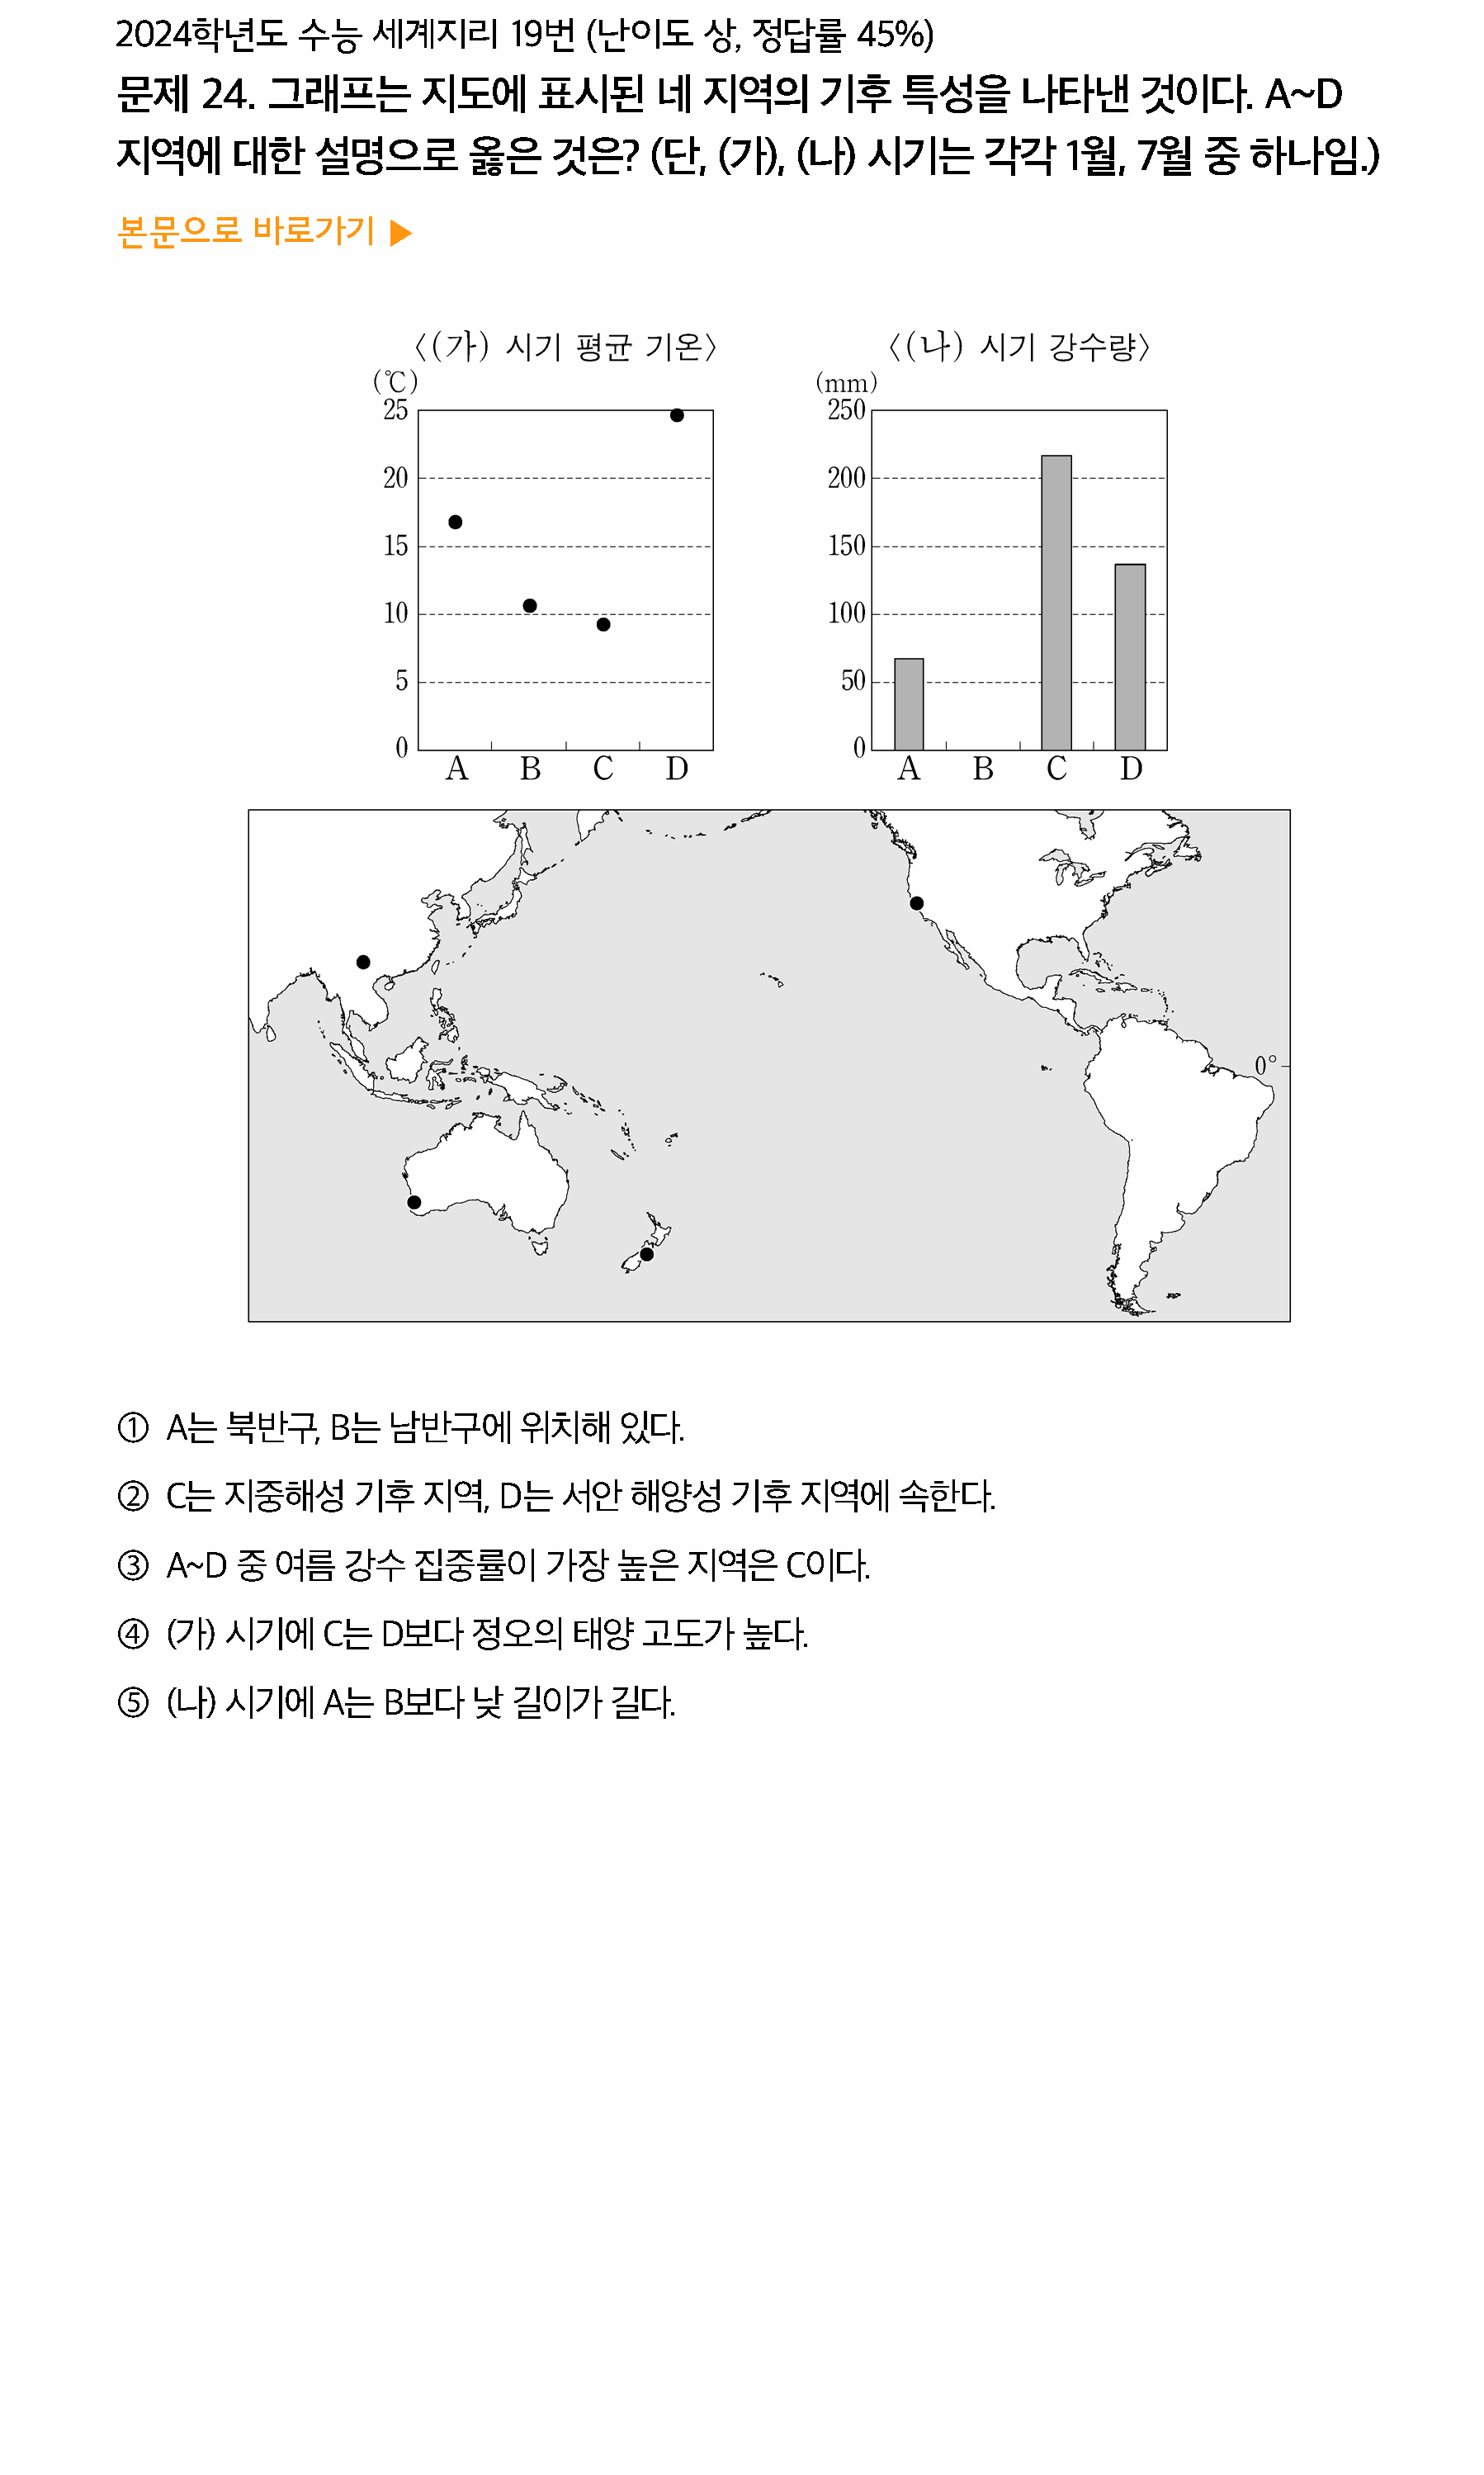 2024학년도 수능 세계지리 19번 (난이도 상, 정답률 45%)
문제 24. 그래프는 지도에 표시된 네 지역의 기후 특성을 나타낸 것이다. A~D
지역에 대한 설명으로 옳은 것은? (단, (가), (나) 시기는 각각 1월, 7월 중 하나임.)
본문으로 바로가기 ▶
〈(가) 시기 평균 기온〉
(℃)
25
20
15
10
5
0
A B C D
〈(나) 시기 강수량〉
(mm)
250
200
150
100
50
0
A B C D
0°
① A는 북반구, B는 남반구에 위치해 있다.
② C는 지중해성 기후 지역, D는 서안 해양성 기후 지역에 속한다.
③ A~D 중 여름 강수 집중률이 가장 높은 지역은 C이다.
④ (가) 시기에 C는 D보다 정오의 태양 고도가 높다.
⑤ (나) 시기에 A는 B보다 낮 길이가 길다.